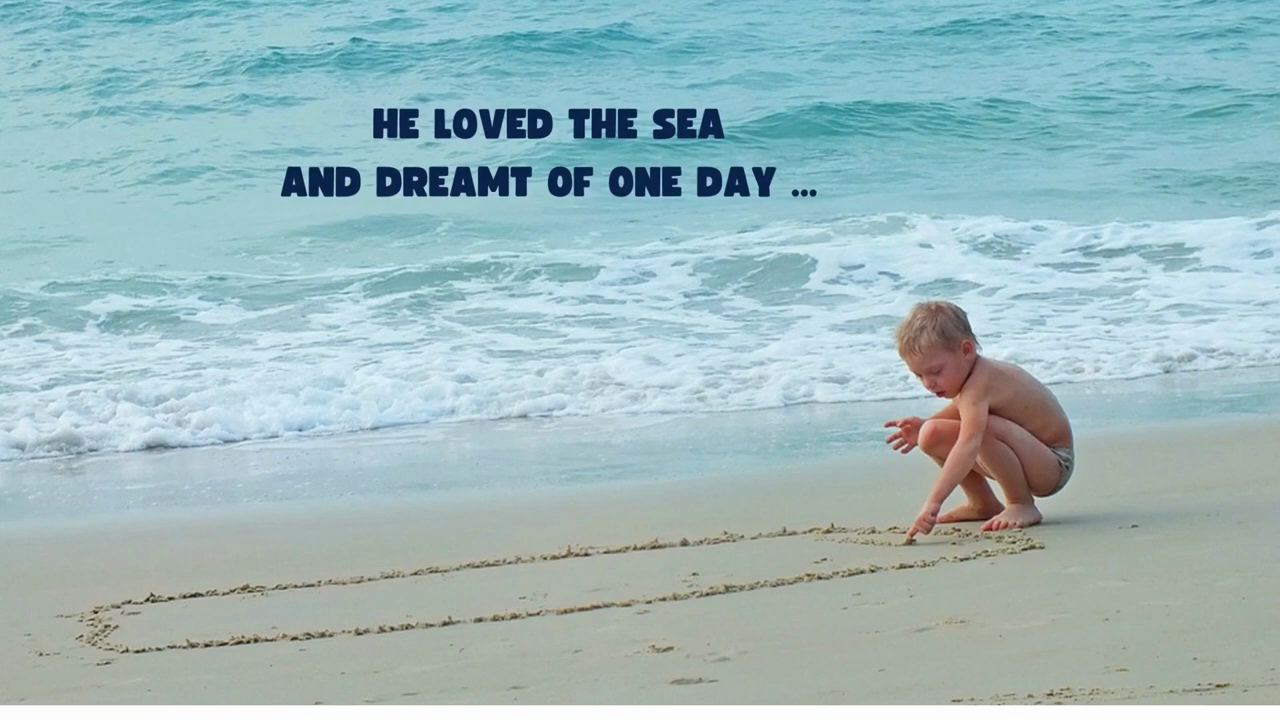 HE LOVED THE SEA
AND DREAMT OF ONE DAY ...